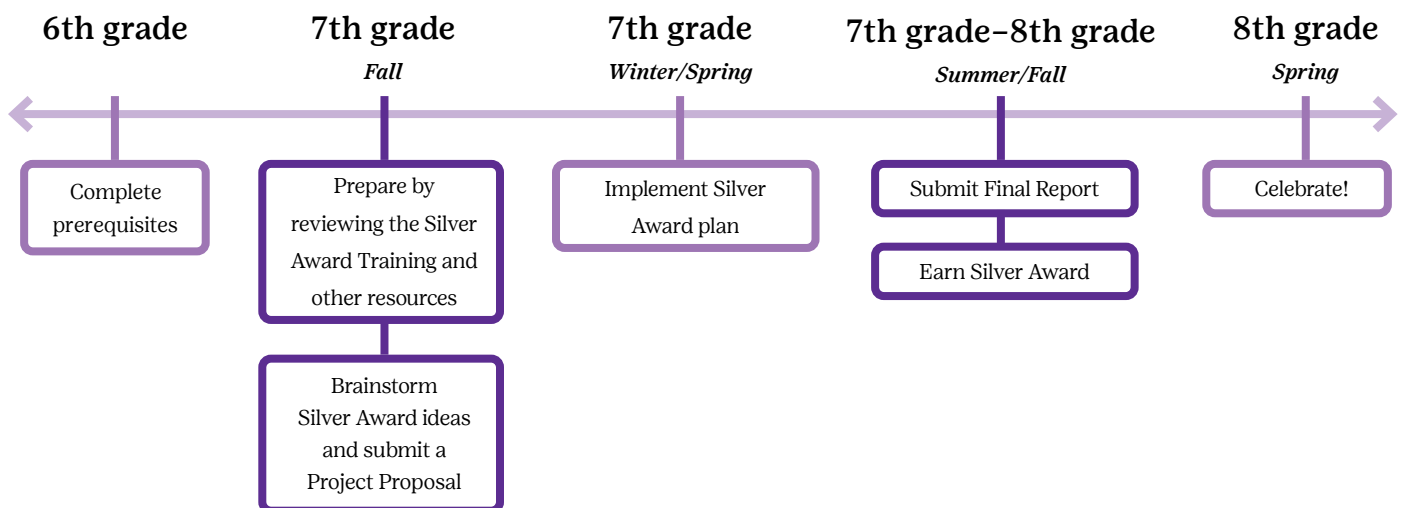 6th grade
Complete
prerequisites
7th grade
Fall
Prepare by
reviewing the Silver
Award Training and
other resources
Brainstorm
Silver Award ideas
and submit a
Project Proposal
7th grade
Winter/Spring
Implement Silver
Award plan
7th grade–8th grade
Summer/Fall
Submit Final Report
Earn Silver Award
8th grade
Spring
Celebrate!